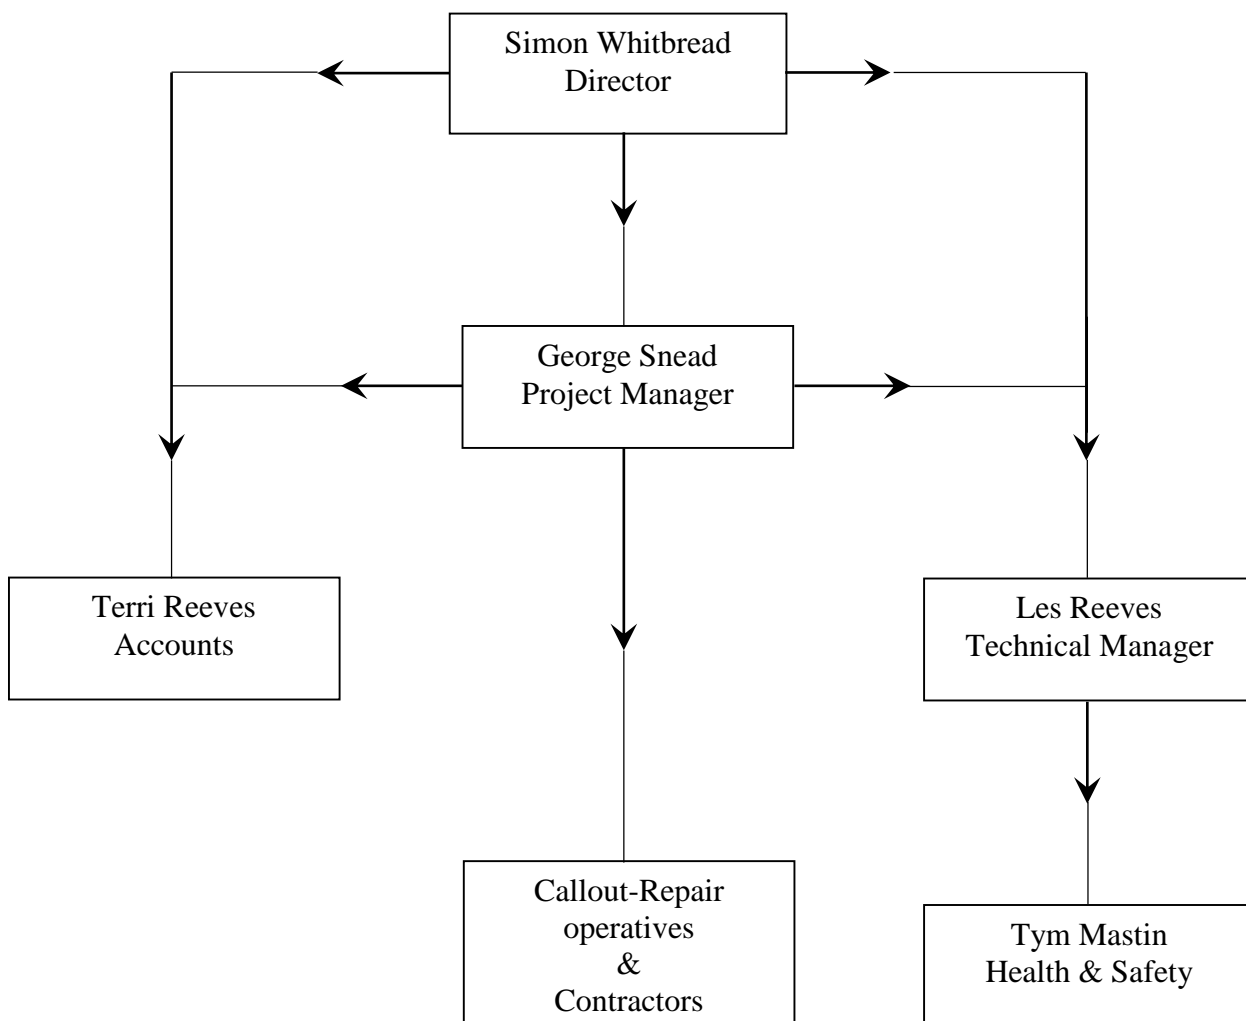 Simon Whitbread
Director
George Snead
Project Manager
Terri Reeves
Accounts
Les Reeves
Technical Manager
Callout-Repair
operatives
&
Contractors
Tym Mastin
Health & Safety